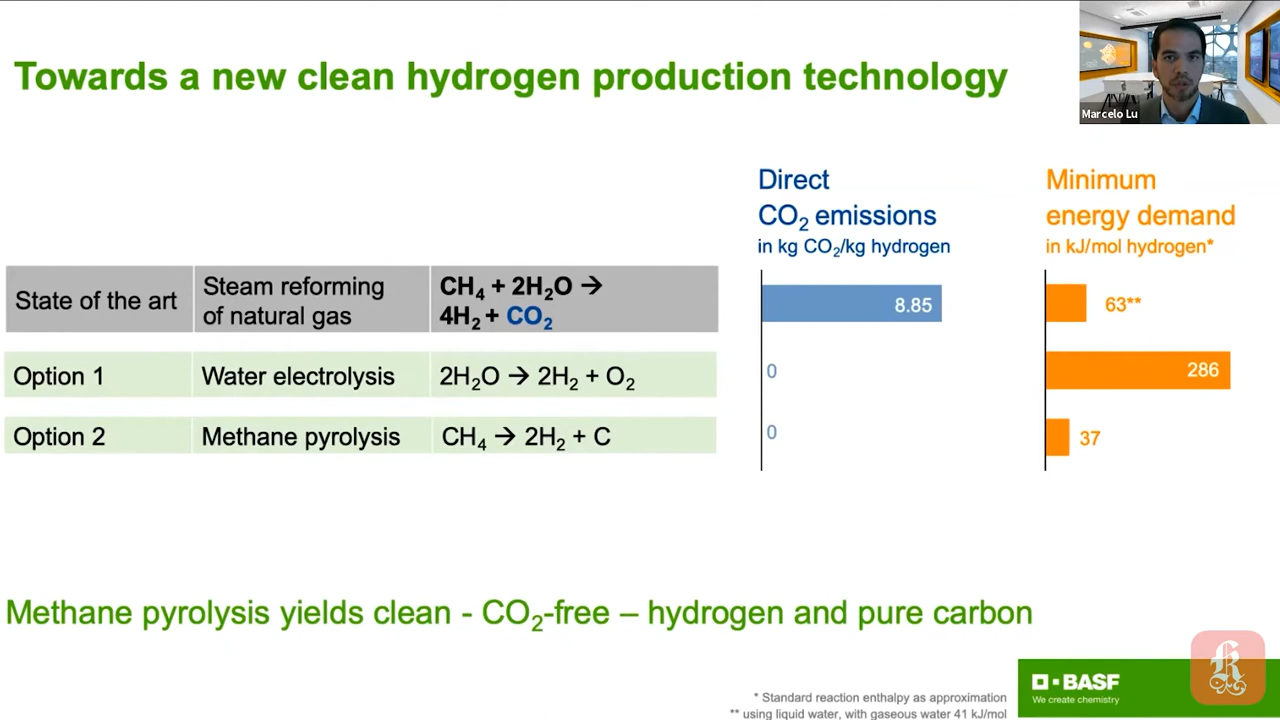 Towards a new clean hydrogen production technology
Marcelo Lu
Direct
CO₂ emissions
in kg CO₂/kg hydrogen
Minimum
energy demand
in kJ/mol hydrogen*
State of the art
Steam reforming
of natural gas
CH₄ + 2H₂O →
4H₂ + CO₂
8.85
63**
Option 1
Water electrolysis
2H₂O → 2H₂ + O₂
0
286
Option 2
Methane pyrolysis
CH₄ → 2H₂ + C
0
37
Methane pyrolysis yields clean - CO₂-free – hydrogen and pure carbon
* Standard reaction enthalpy as approximation
** using liquid water, with gaseous water 41 kJ/mol
BASF
We create chemistry